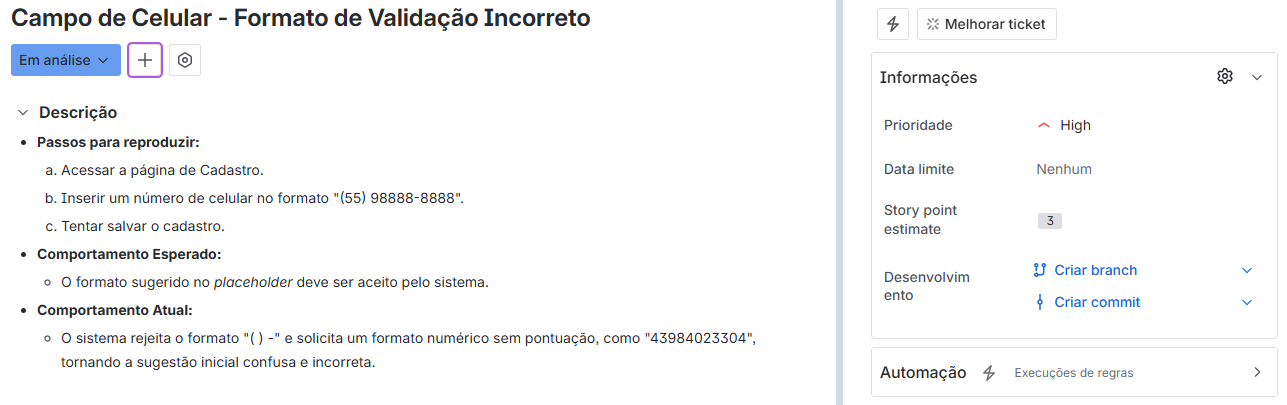 Campo de Celular - Formato de Validação Incorreto
Em análise
Descrição
Passos para reproduzir:
a. Acessar a página de Cadastro.
b. Inserir um número de celular no formato "(55) 98888-8888".
c. Tentar salvar o cadastro.
Comportamento Esperado:
O formato sugerido no placeholder deve ser aceito pelo sistema.
Comportamento Atual:
O sistema rejeita o formato "( ) -" e solicita um formato numérico sem pontuação, como "43984023304",
tornando a sugestão inicial confusa e incorreta.
Melhorar ticket
Informações
Prioridade
High
Data limite
Nenhum
Story point
estimate
3
Desenvolvim
ento
Criar branch
Criar commit
Automação
Execuções de regras